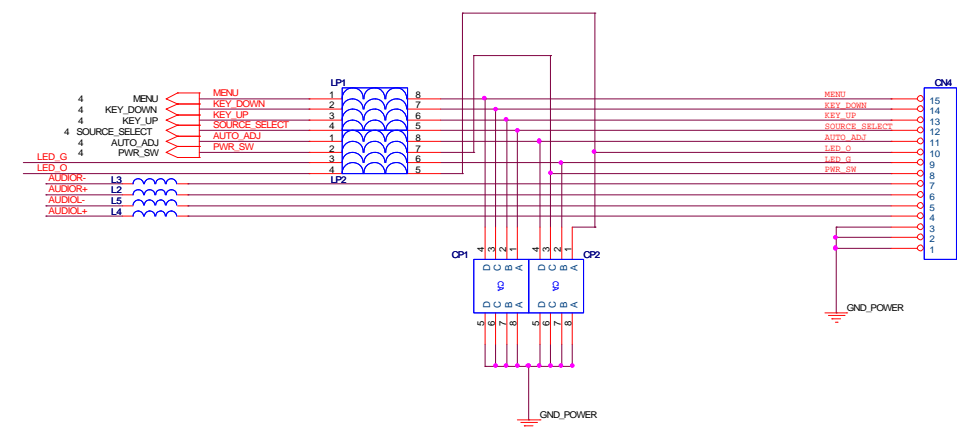 LP1
CN4
4 MENU MENU 1 8 MENU 15
4 KEY_DOWN KEY_DOWN 2 7 KEY_DOWN 14
4 KEY_UP KEY_UP 3 6 KEY_UP 13
4 SOURCE_SELECT SOURCE_SELECT 4 5 SOURCE_SELECT 12
4 AUTO_ADJ AUTO_ADJ 1 8 AUTO_ADJ 11
4 PWR_SW PWR_SW 2 7 LED_O 10
LED_G 3 6 LED_G 9
LED_O 4 5 PWR_SW 8
LP2
AUDIOR- L3 7
AUDIOR+ L2 6
AUDIOL- L5 5
AUDIOL+ L4 4
3
2
1
CP1 4 3 2 1 4 3 2 1 CP2
D C B A D C B A
CA CA
D C B A D C B A
5 6 7 8 5 6 7 8
GND_POWER
GND_POWER